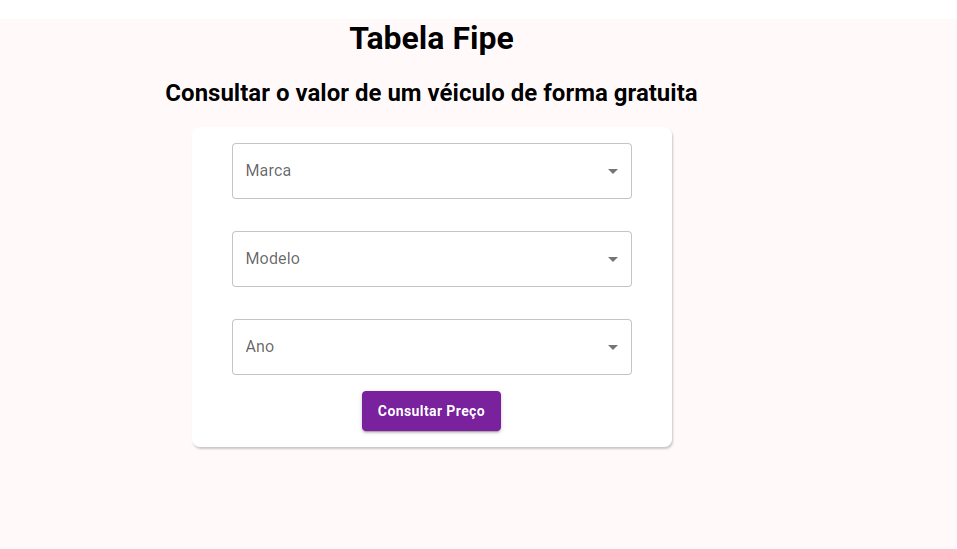 Tabela Fipe
Consultar o valor de um véiculo de forma gratuita
Marca
Modelo
Ano
Consultar Preço